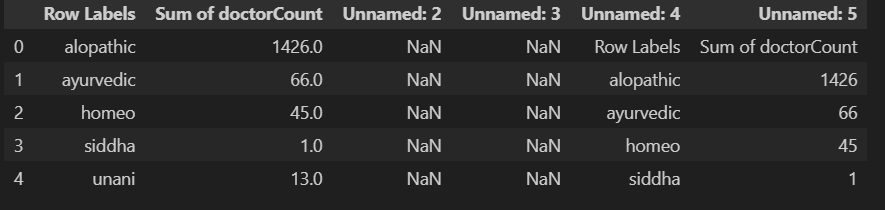 Row Labels Sum of doctorCount Unnamed: 2 Unnamed: 3 Unnamed: 4 Unnamed: 5
0 alopathic 1426.0 NaN NaN Row Labels Sum of doctorCount
1 ayurvedic 66.0 NaN NaN alopathic 1426
2 homeo 45.0 NaN NaN ayurvedic 66
3 siddha 1.0 NaN NaN homeo 45
4 unani 13.0 NaN NaN siddha 1